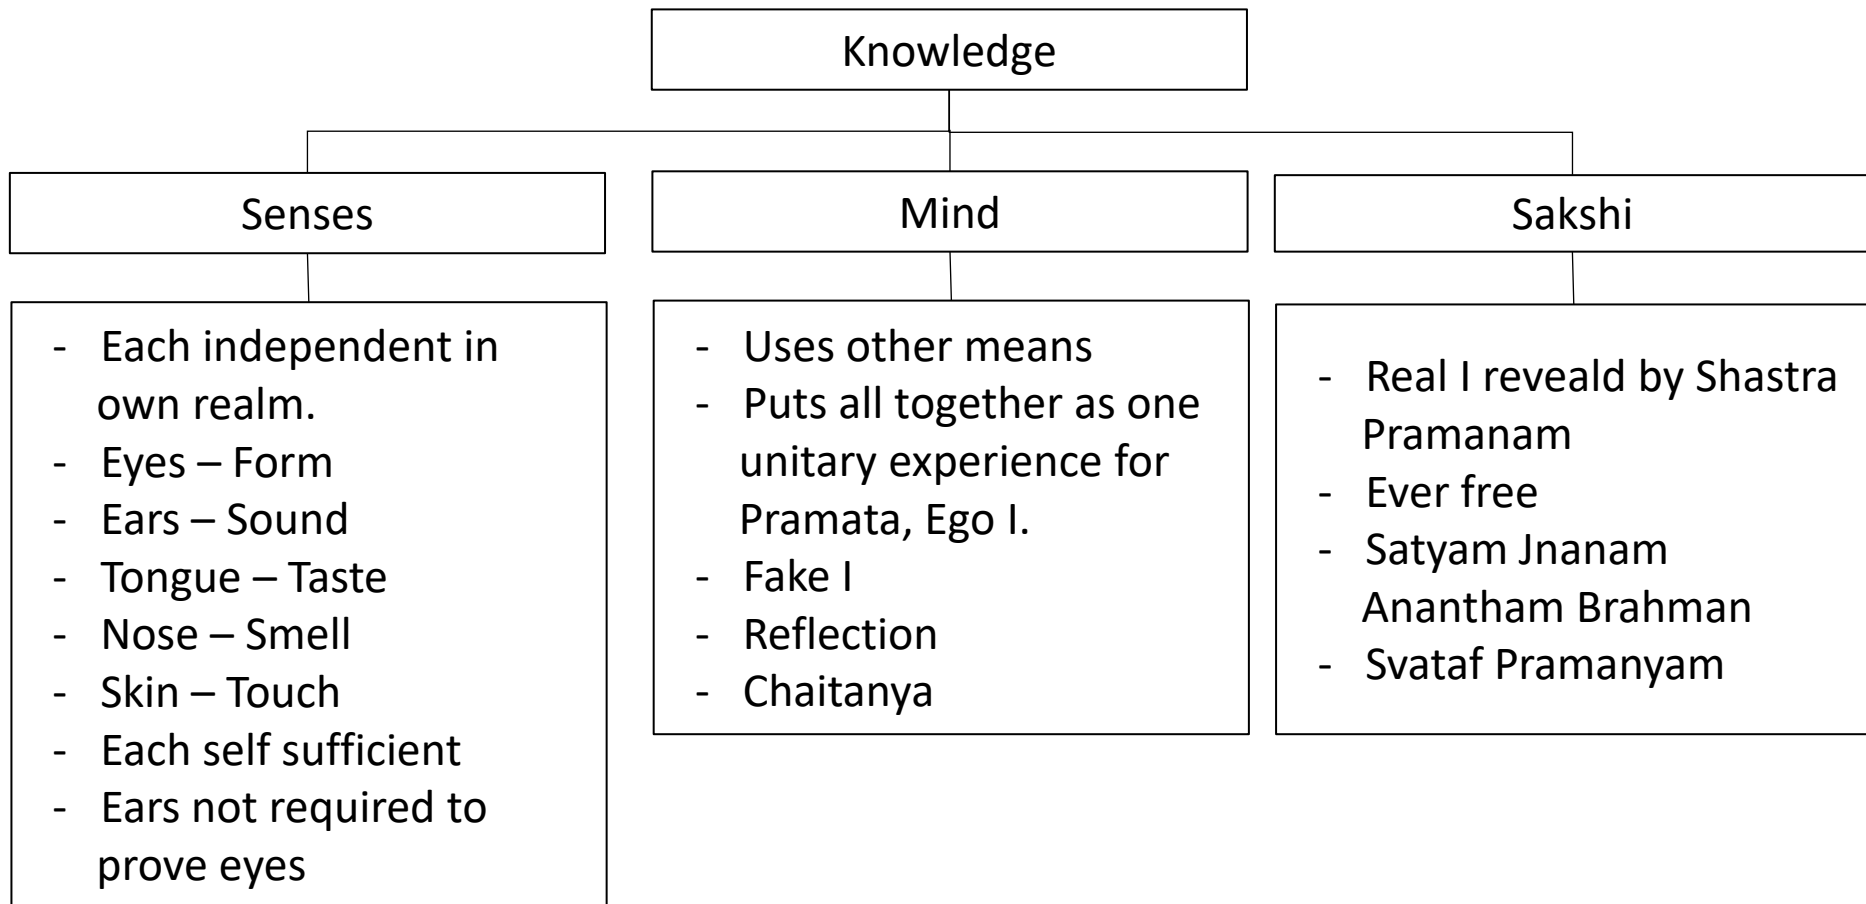 Knowledge
Senses
Mind
Sakshi
- Each independent in
own realm.
- Eyes – Form
- Ears – Sound
- Tongue – Taste
- Nose – Smell
- Skin – Touch
- Each self sufficient
- Ears not required to
prove eyes
- Uses other means
- Puts all together as one
unitary experience for
Pramata, Ego I.
- Fake I
- Reflection
- Chaitanya
- Real I reveald by Shastra
Pramanam
- Ever free
- Satyam Jnanam
Anantham Brahman
- Svataf Pramanyam